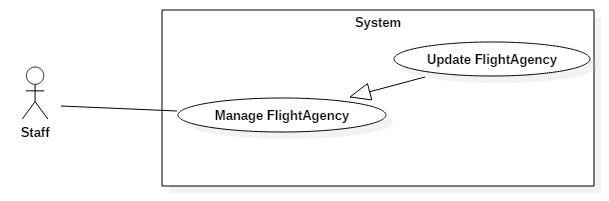 System
Update FlightAgency
Manage FlightAgency
Staff